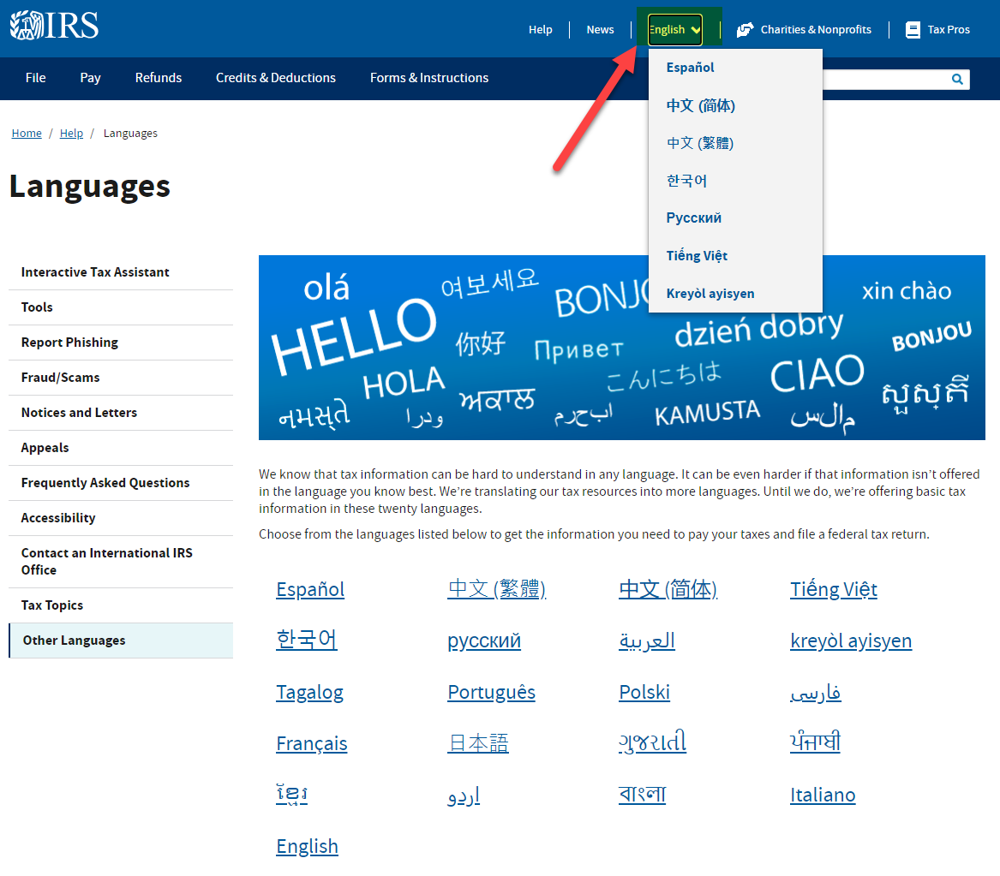 IRS
Help
News
English
Charities & Nonprofits
Tax Pros
File
Pay
Refunds
Credits & Deductions
Forms & Instructions
Español
中文 (简体)
中文 (繁體)
한국어
Русский
Tiếng Việt
Kreyòl ayisyen
Home / Help / Languages
Languages
Interactive Tax Assistant
Tools
Report Phishing
Fraud/Scams
Notices and Letters
Appeals
Frequently Asked Questions
Accessibility
Contact an International IRS
Office
Tax Topics
Other Languages
olá
여보세요
xin chào
HELLO
你好
Привет
dzień dobry
BONJOU
HOLA
こんにちは
CIAO
ਅਕਾਲ
નમસ્તે
KAMUSTA
We know that tax information can be hard to understand in any language. It can be even harder if that information isn’t offered
in the language you know best. We’re translating our tax resources into more languages. Until we do, we’re offering basic tax
information in these twenty languages.
Choose from the languages listed below to get the information you need to pay your taxes and file a federal tax return.
Español
中文 (繁體)
中文 (简体)
Tiếng Việt
한국어
русский
العربية
kreyòl ayisyen
Tagalog
Português
Polski
فارسی
Français
日本語
ગુજરાતી
ਪੰਜਾਬੀ
ខ្មែរ
اردو
বাংলা
Italiano
English